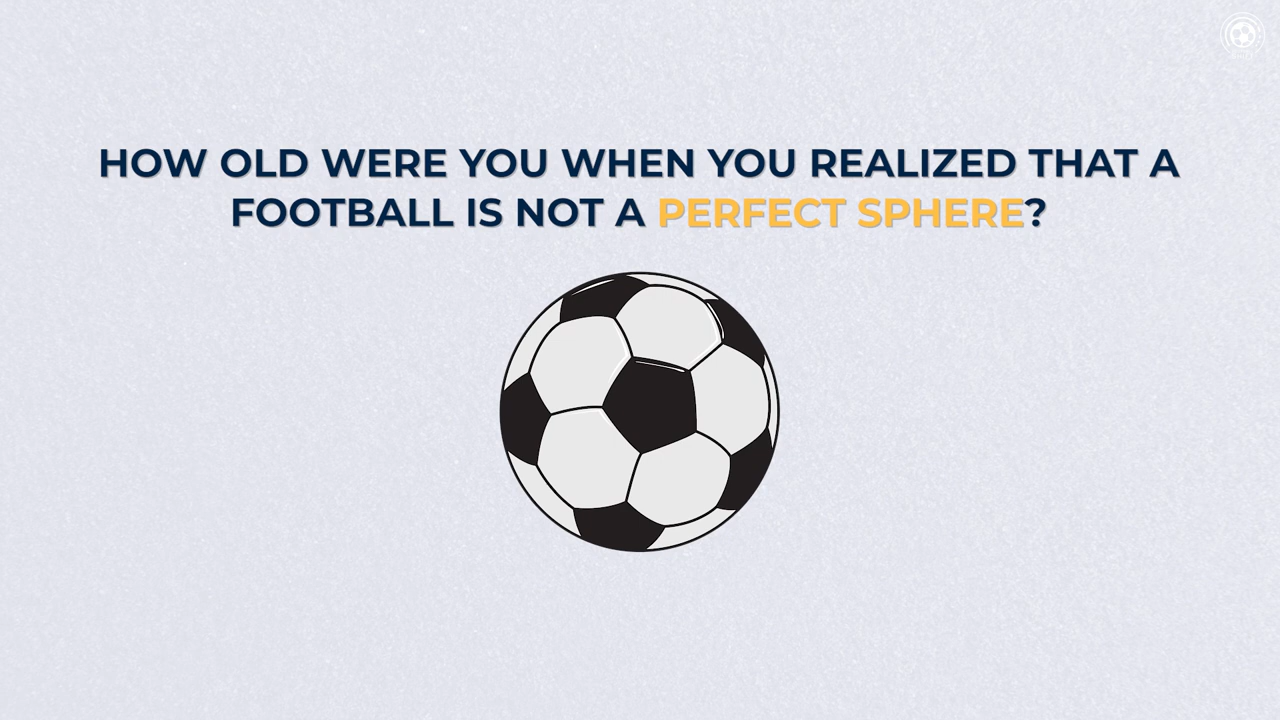 HOW OLD WERE YOU WHEN YOU REALIZED THAT A
FOOTBALL IS NOT A PERFECT SPHERE?